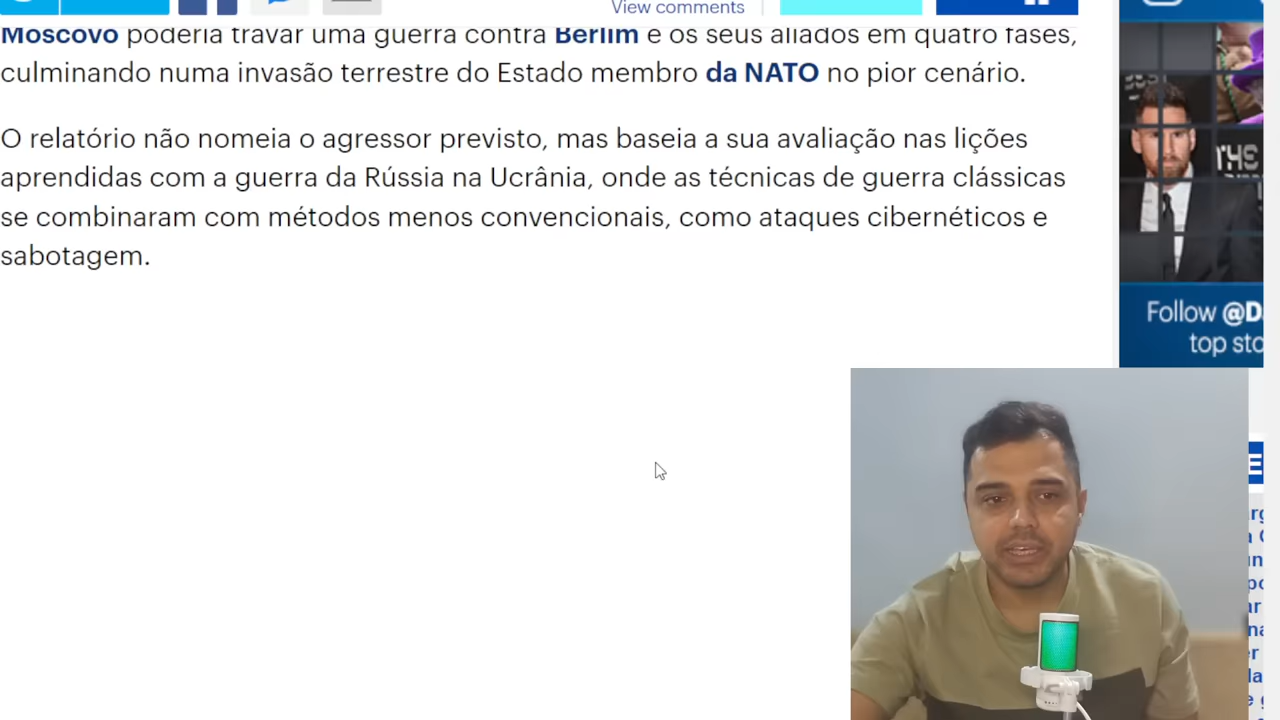 View comments
Moscovo poderia travar uma guerra contra Berlim e os seus aliados em quatro fases,
culminando numa invasão terrestre do Estado membro da NATO no pior cenário.
O relatório não nomeia o agressor previsto, mas baseia a sua avaliação nas lições
aprendidas com a guerra da Rússia na Ucrânia, onde as técnicas de guerra clássicas
se combinaram com métodos menos convencionais, como ataques cibernéticos e
sabotagem.
Follow @D
top sto